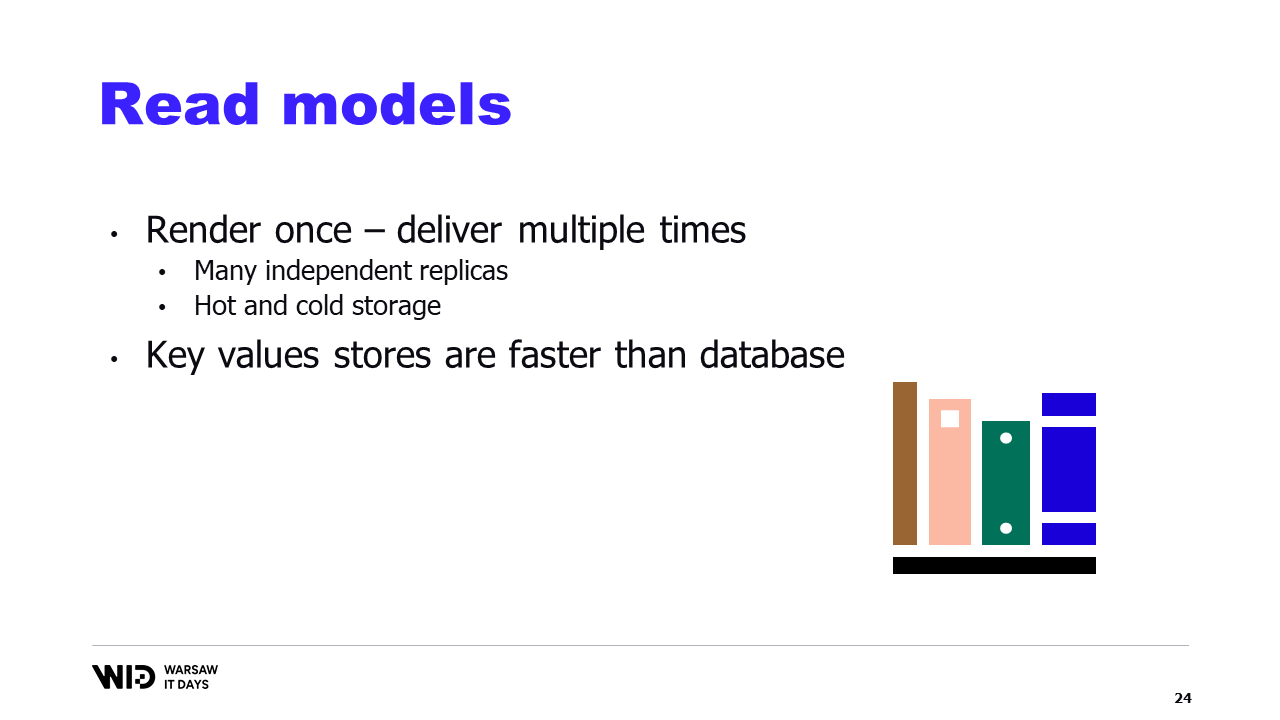 Read models
• Render once – deliver multiple times
• Many independent replicas
• Hot and cold storage
• Key values stores are faster than database
WID WARSAW
IT DAYS
24